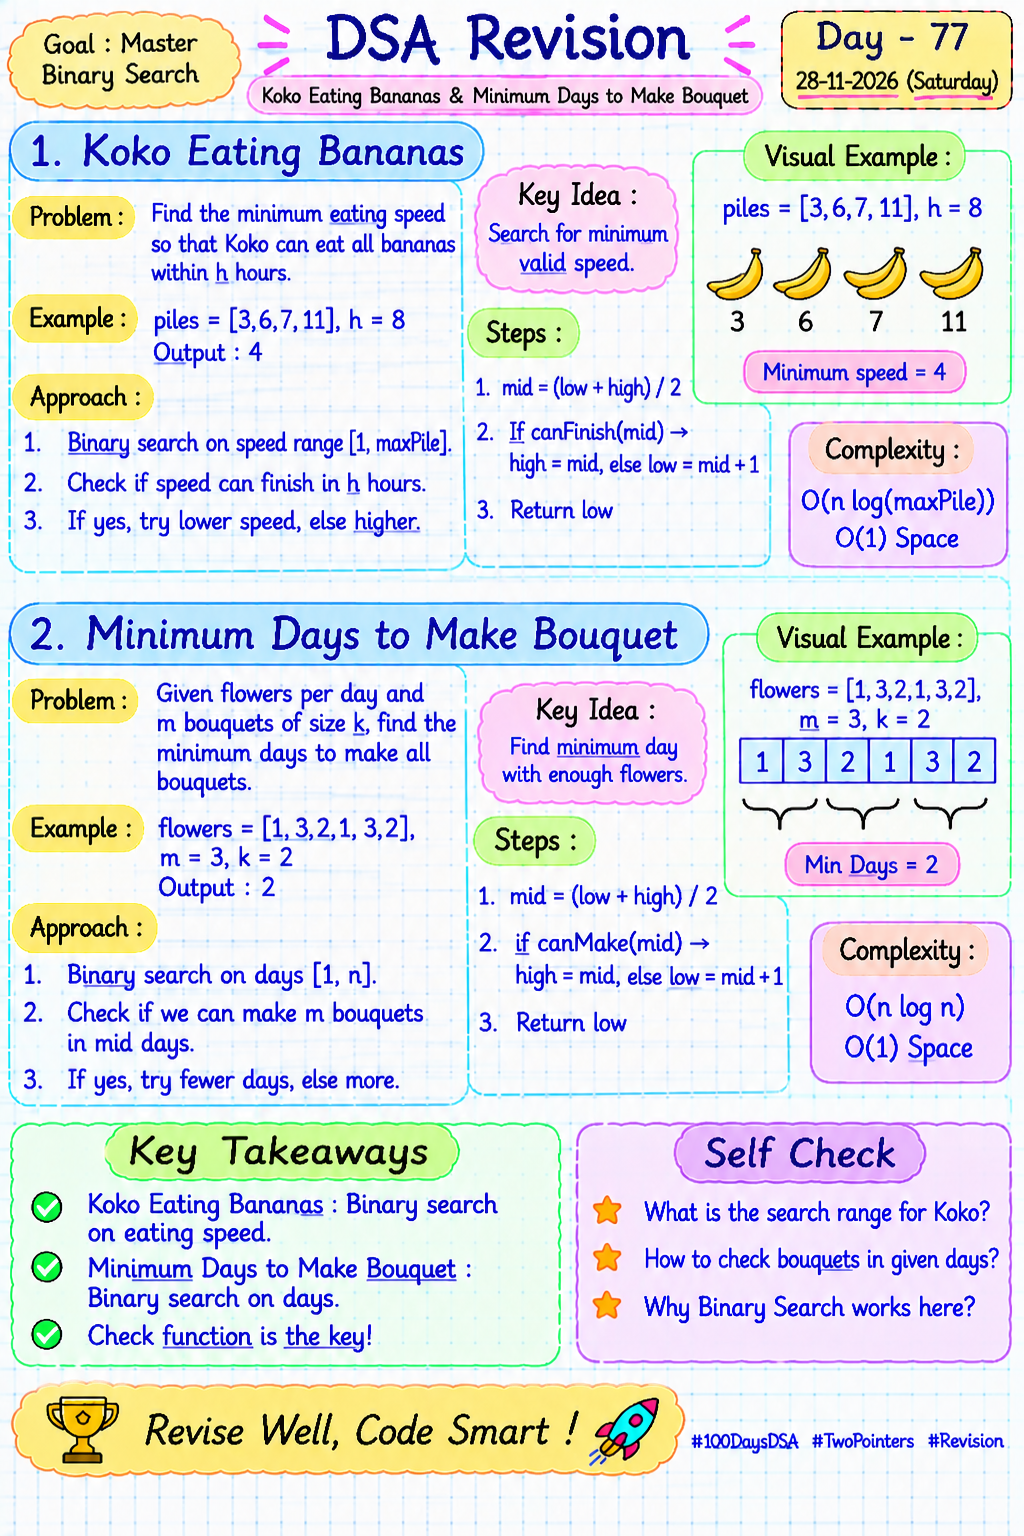 Goal : Master
Binary Search
DSA Revision
Koko Eating Bananas & Minimum Days to Make Bouquet
Day - 77
28-11-2026 (Saturday)
1. Koko Eating Bananas
Problem :
Find the minimum eating speed
so that Koko can eat all bananas
within h hours.
Example :
piles = [3,6,7,11], h = 8
Output : 4
Approach :
1. Binary search on speed range [1, maxPile].
2. Check if speed can finish in h hours.
3. If yes, try lower speed, else higher.
Key Idea :
Search for minimum
valid speed.
Steps :
1. mid = (low + high) / 2
2. If canFinish(mid) →
high = mid, else low = mid + 1
3. Return low
Visual Example :
piles = [3,6,7,11], h = 8
3 6 7 11
Minimum speed = 4
Complexity :
O(n log(maxPile))
O(1) Space
2. Minimum Days to Make Bouquet
Problem :
Given flowers per day and
m bouquets of size k, find the
minimum days to make all
bouquets.
Example :
flowers = [1,3,2,1,3,2],
m = 3, k = 2
Output : 2
Approach :
1. Binary search on days [1, n].
2. Check if we can make m bouquets
in mid days.
3. If yes, try fewer days, else more.
Key Idea :
Find minimum day
with enough flowers.
Steps :
1. mid = (low + high) / 2
2. if canMake(mid) →
high = mid, else low = mid + 1
3. Return low
Visual Example :
flowers = [1,3,2,1,3,2],
m = 3, k = 2
1 3 2 1 3 2
Min Days = 2
Complexity :
O(n log n)
O(1) Space
Key Takeaways
Koko Eating Bananas : Binary search
on eating speed.
Minimum Days to Make Bouquet :
Binary search on days.
Check function is the key!
Self Check
What is the search range for Koko?
How to check bouquets in given days?
Why Binary Search works here?
Revise Well, Code Smart !
#100DaysDSA #TwoPointers #Revision